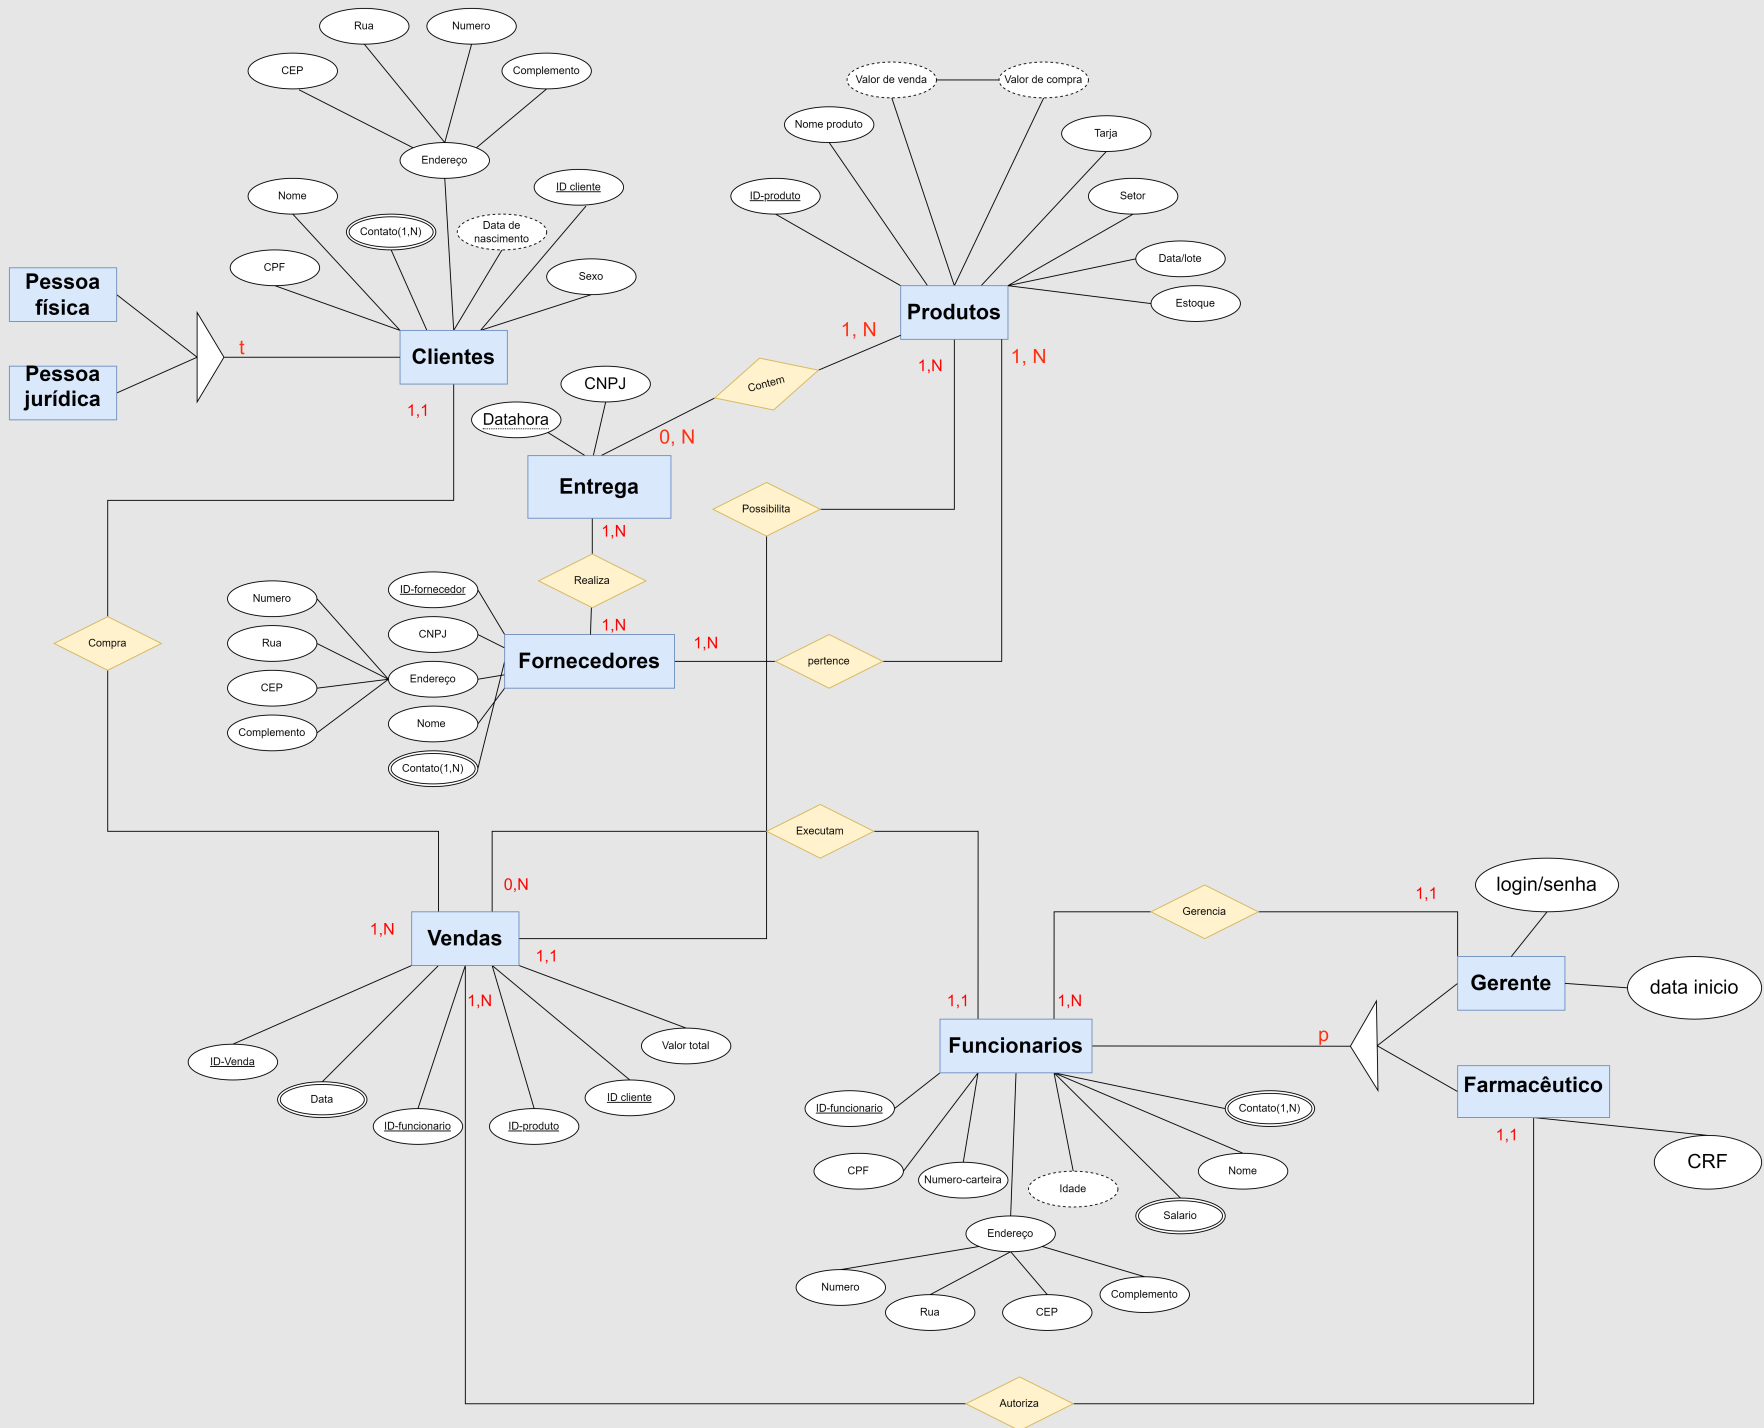 Rua
Numero
CEP
Complemento
Endereço
Nome
ID cliente
Contato(1,N)
Data de
nascimento
CPF
Sexo
Pessoa
física
Pessoa
jurídica
t
Clientes
1,1
Valor de venda
Valor de compra
Nome produto
Tarja
ID-produto
Setor
Data/lote
Estoque
Produtos
1, N
1,N
1, N
Contem
CNPJ
Datahora
0, N
Entrega
Possibilita
1,N
Realiza
1,N
ID-fornecedor
Numero
CNPJ
Rua
Endereço
CEP
Nome
Complemento
Contato(1,N)
Fornecedores
1,N
pertence
Compra
Executam
0,N
1,N
Vendas
1,1
1,N
ID-Venda
Data
ID-funcionario
ID-produto
ID cliente
Valor total
Gerencia
1,1
login/senha
Gerente
data inicio
1,1
1,N
Funcionarios
p
Farmacêutico
1,1
CRF
ID-funcionario
Contato(1,N)
CPF
Numero-carteira
Idade
Nome
Salario
Endereço
Numero
Rua
CEP
Complemento
Autoriza